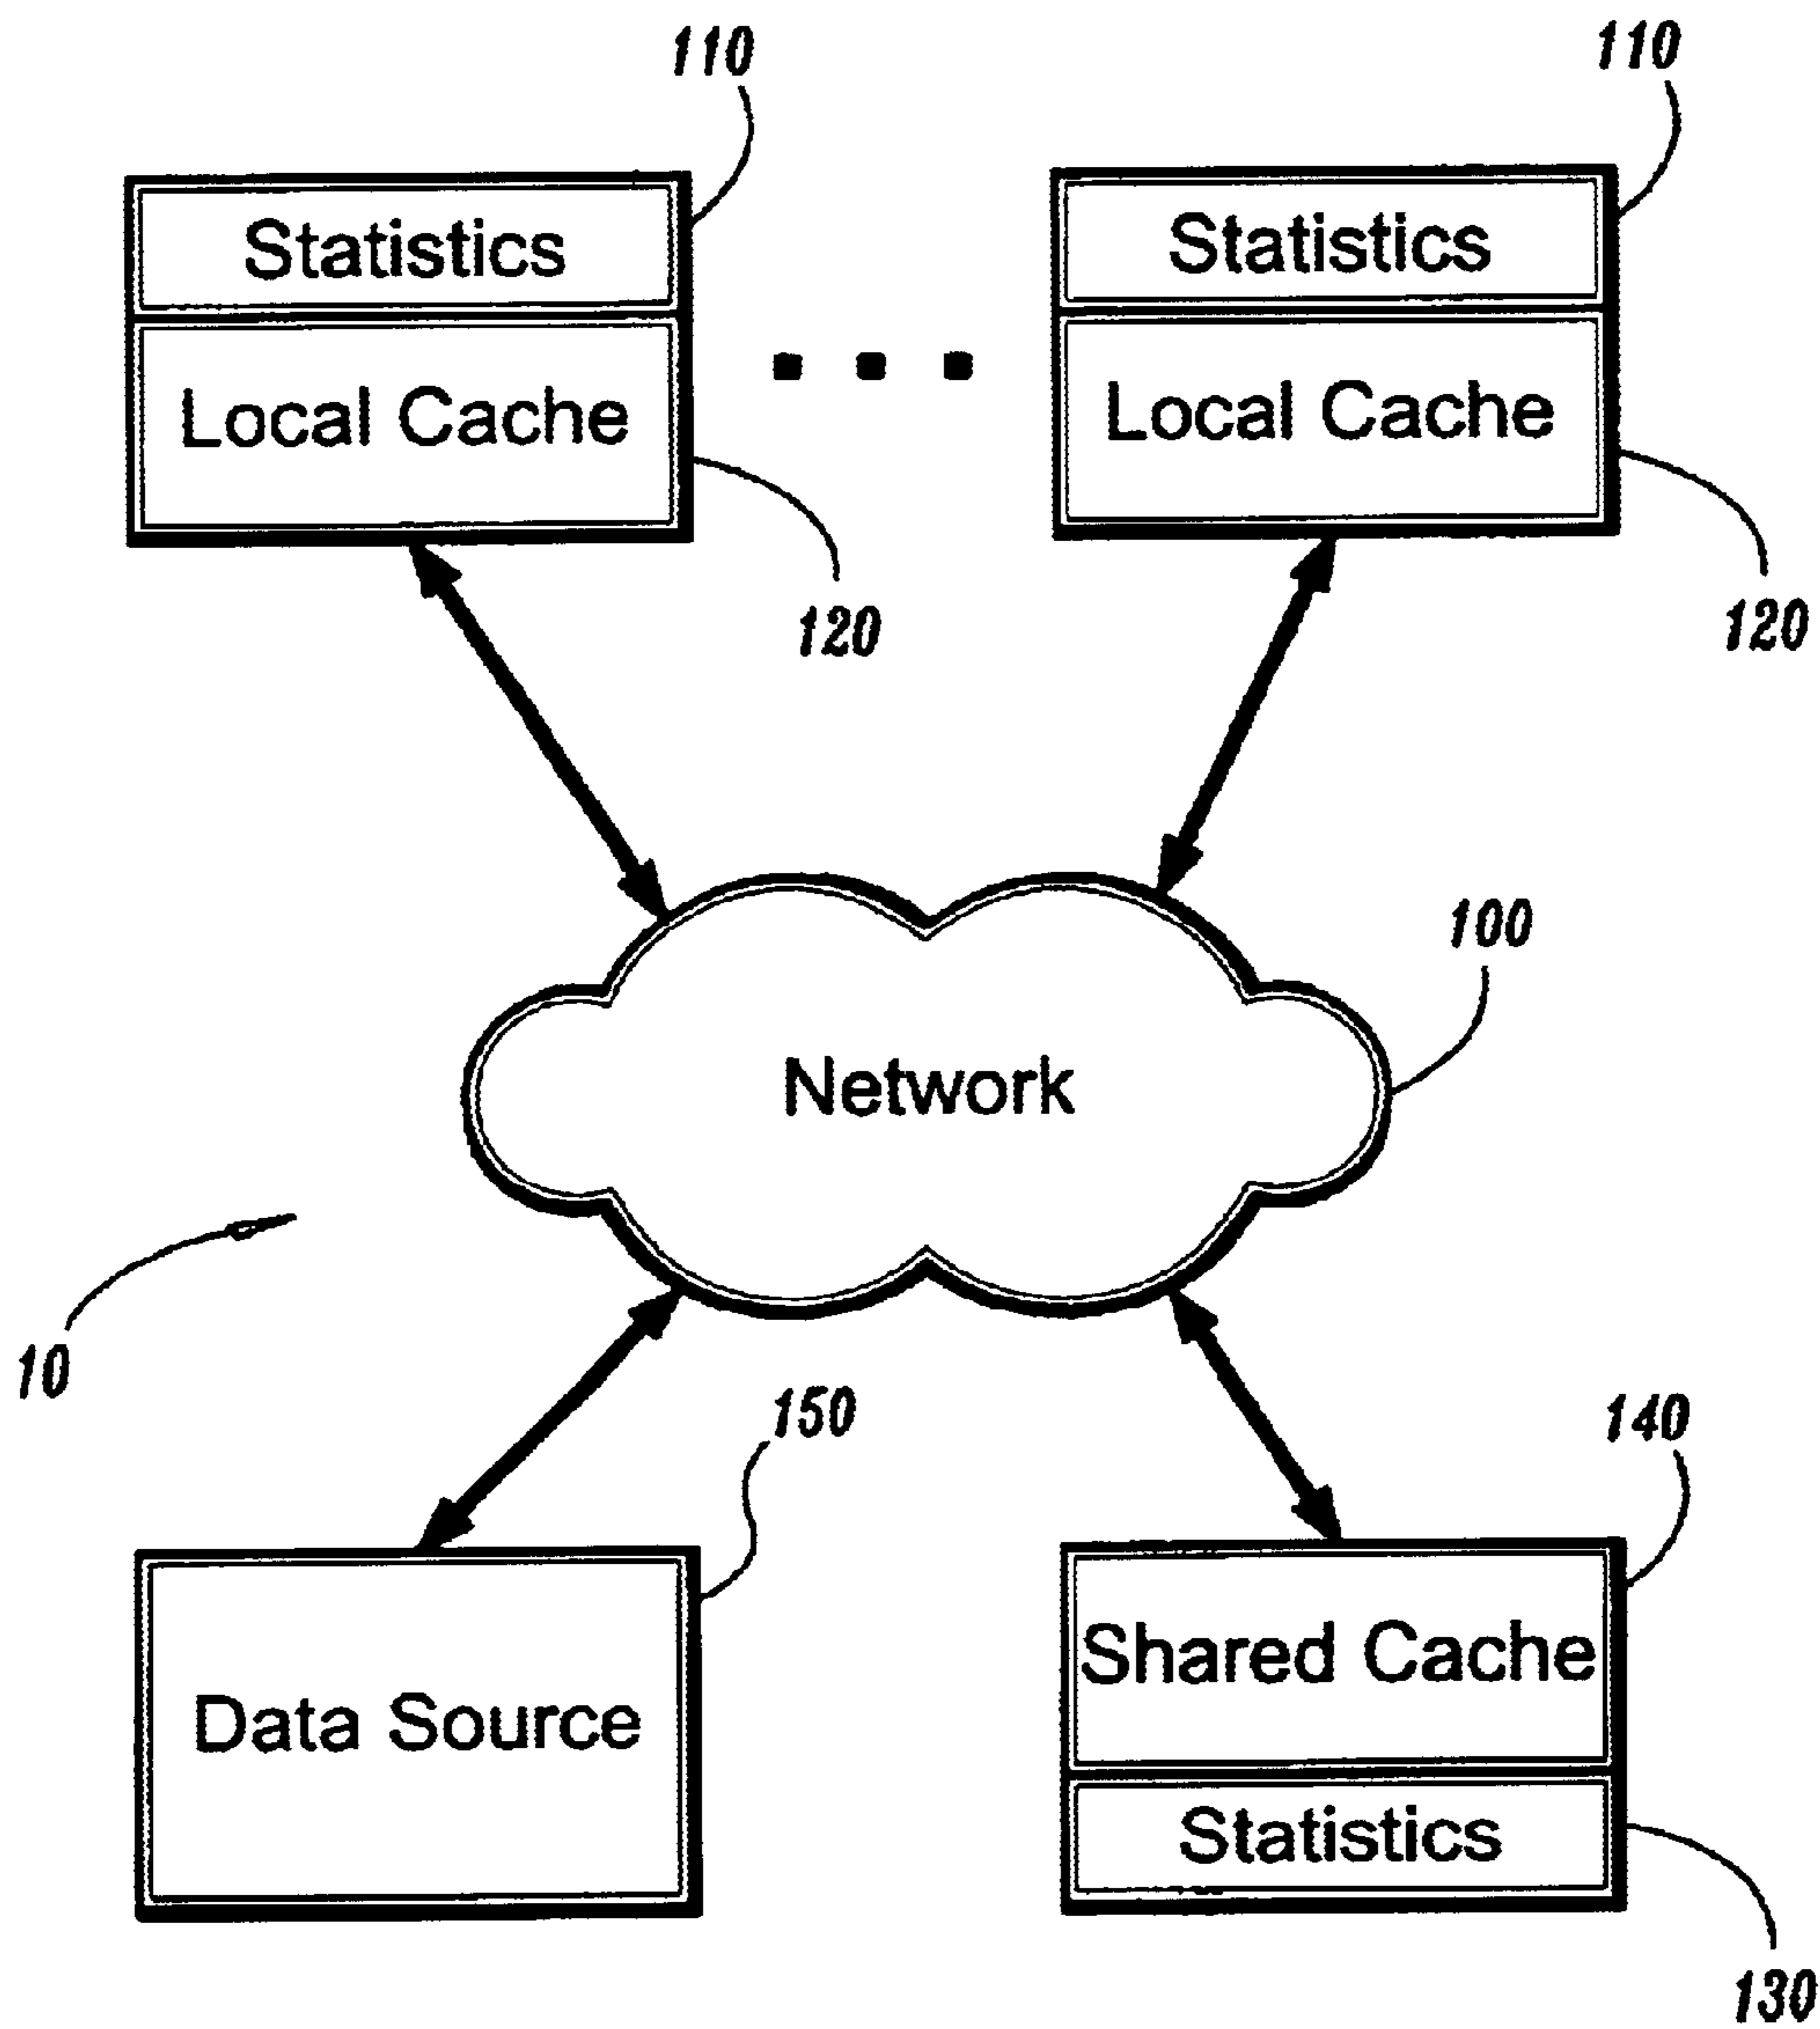 110
110
Statistics
Statistics
Local Cache
Local Cache
120
120
100
Network
10
150
140
Data Source
Shared Cache
Statistics
130